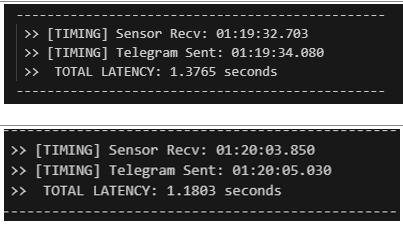 ---------------------------------------------
>> [TIMING] Sensor Recv: 01:19:32.703
>> [TIMING] Telegram Sent: 01:19:34.080
>>  TOTAL LATENCY: 1.3765 seconds
---------------------------------------------
---------------------------------------------
>> [TIMING] Sensor Recv: 01:20:03.850
>> [TIMING] Telegram Sent: 01:20:05.030
>>  TOTAL LATENCY: 1.1803 seconds
---------------------------------------------